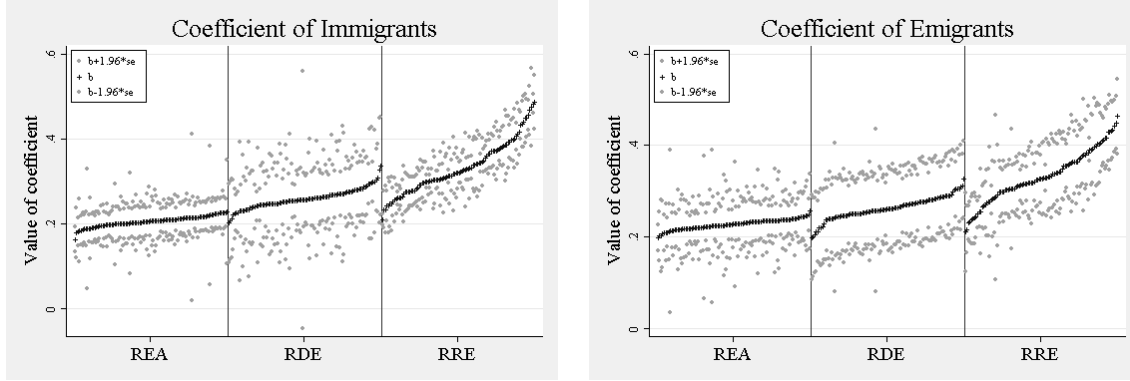 Coefficient of Immigrants
Value of coefficient
0 .2 .4 .6
b+1.96*se
b
b-1.96*se
REA RDE RRE
Coefficient of Emigrants
Value of coefficient
0 .2 .4 .6
b+1.96*se
b
b-1.96*se
REA RDE RRE